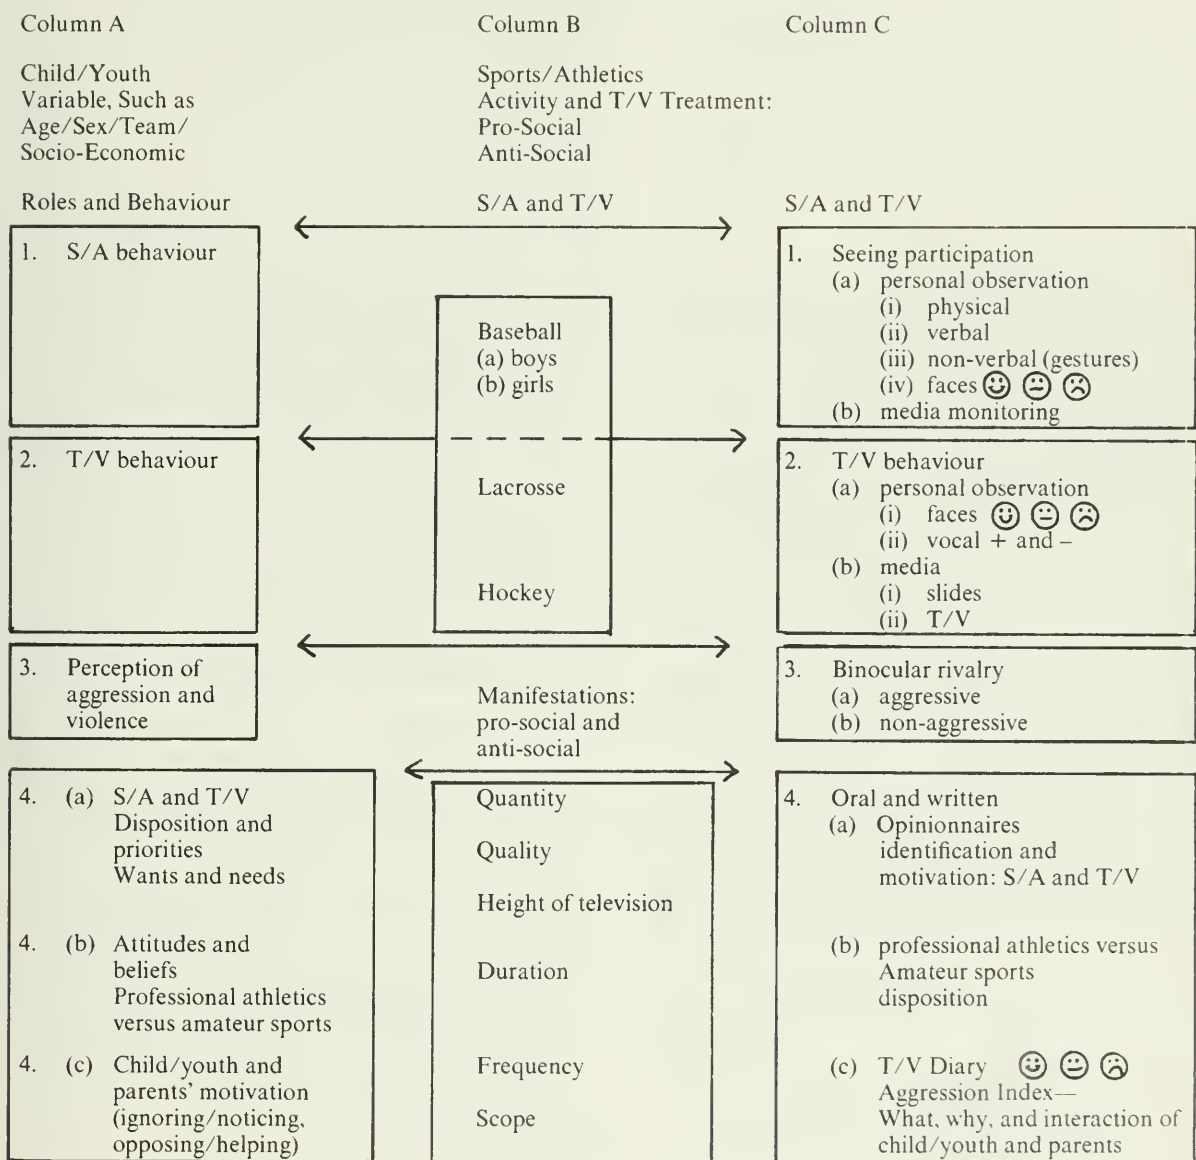 Column A
Child/Youth
Variable, Such as
Age/Sex/Team/
Socio-Economic
Roles and Behaviour
1. S/A behaviour
2. T/V behaviour
3. Perception of
aggression and
violence
4. (a) S/A and T/V
Disposition and
priorities
Wants and needs
4. (b) Attitudes and
beliefs
Professional athletics
versus amateur sports
4. (c) Child/youth and
parents' motivation
(ignoring/noticing,
opposing/helping)
Column B
Sports/Athletics
Activity and T/V Treatment:
Pro-Social
Anti-Social
S/A and T/V
Baseball
(a) boys
(b) girls
Lacrosse
Hockey
Manifestations:
pro-social and
anti-social
Quantity
Quality
Height of television
Duration
Frequency
Scope
Column C
S/A and T/V
1. Seeing participation
(a) personal observation
(i) physical
(ii) verbal
(iii) non-verbal (gestures)
(iv) faces
(b) media monitoring
2. T/V behaviour
(a) personal observation
(i) faces
(ii) vocal + and –
(b) media
(i) slides
(ii) T/V
3. Binocular rivalry
(a) aggressive
(b) non-aggressive
4. Oral and written
(a) Opinionnaires
identification and
motivation: S/A and T/V
(b) professional athletics versus
Amateur sports
disposition
(c) T/V Diary
Aggression Index—
What, why, and interaction of
child/youth and parents